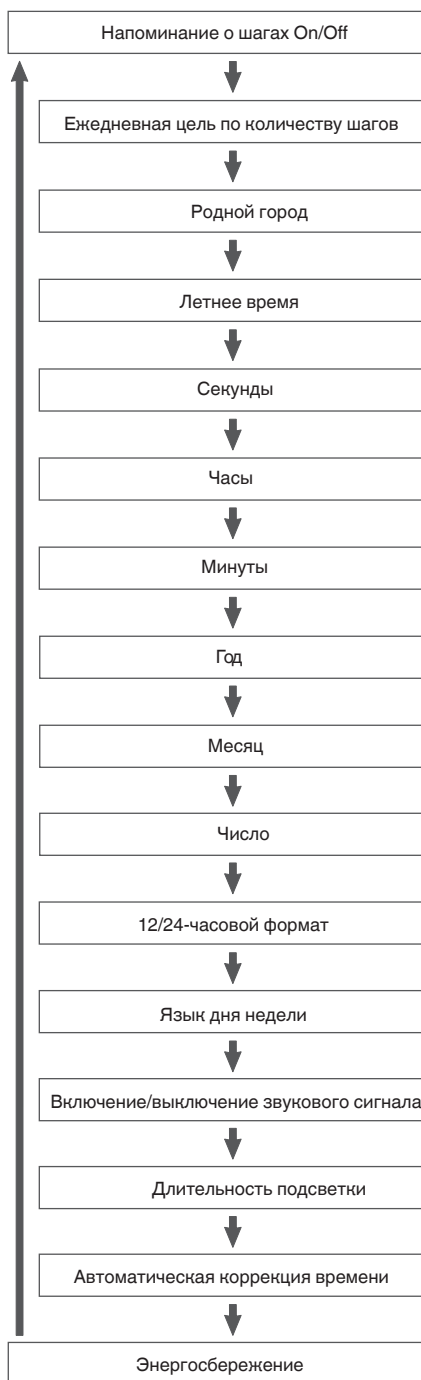 Напоминание о шагах On/Off
Ежедневная цель по количеству шагов
Родной город
Летнее время
Секунды
Часы
Минуты
Год
Месяц
Число
12/24-часовой формат
Язык дня недели
Включение/выключение звукового сигнала
Длительность подсветки
Автоматическая коррекция времени
Энергосбережение